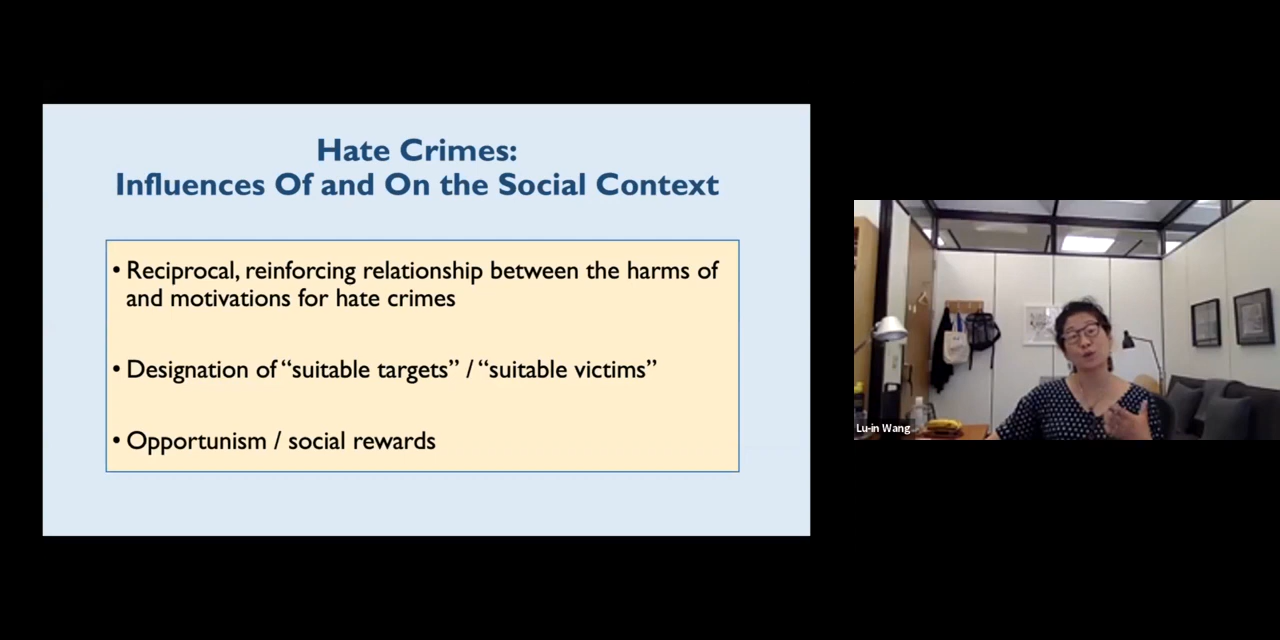 Hate Crimes:
Influences Of and On the Social Context
• Reciprocal, reinforcing relationship between the harms of
and motivations for hate crimes
• Designation of “suitable targets” / “suitable victims”
• Opportunism / social rewards
Lu-in Wang